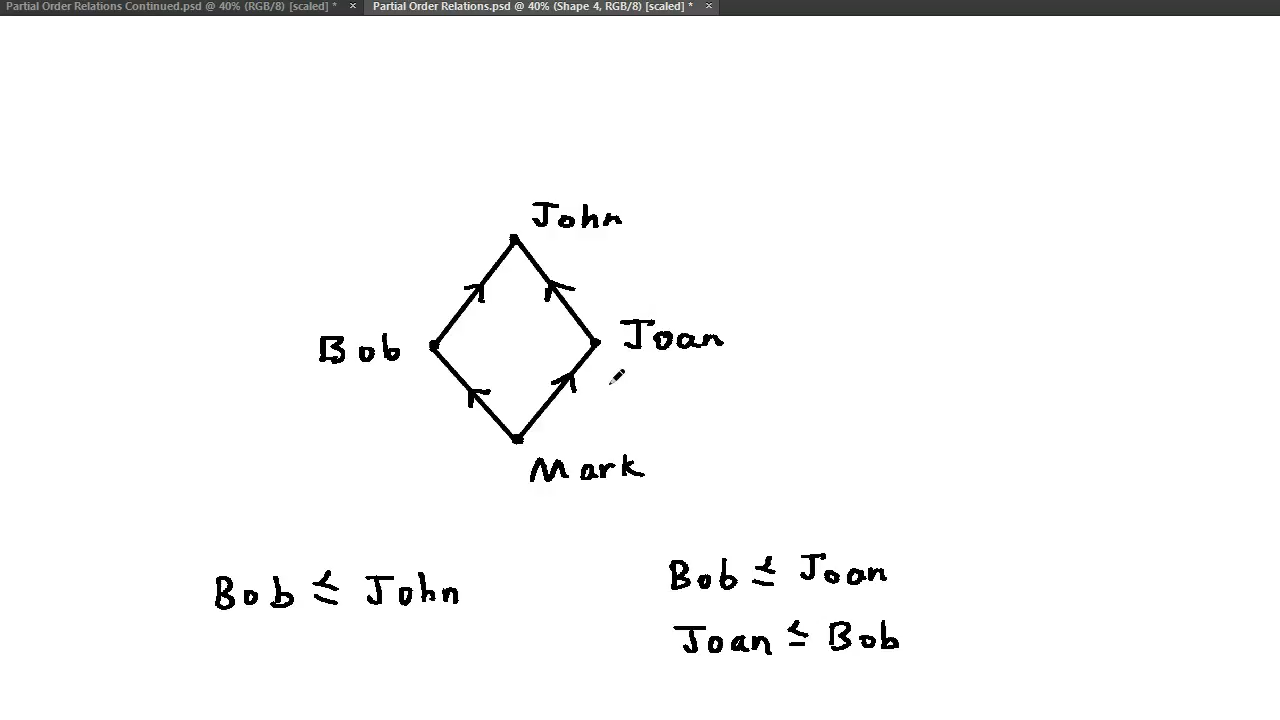 Partial Order Relations Continued.psd @ 40% (RGB/8) [scaled] * × Partial Order Relations.psd @ 40% (Shape 4, RGB/8) [scaled] * ×
John
Bob
Joan
Mark
Bob ⪯ John
Bob ⪯ Joan
Joan ⪯ Bob